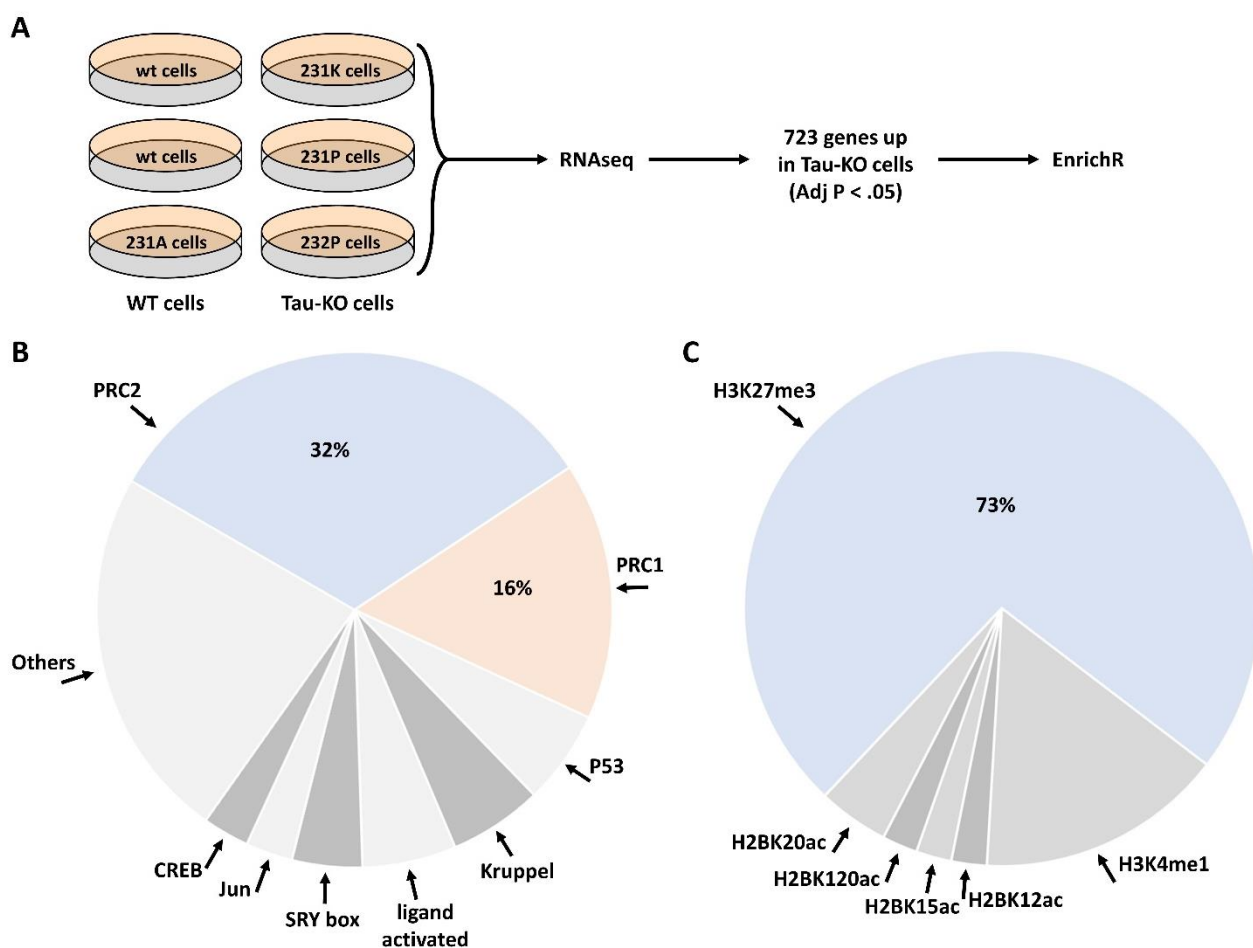 A
wt cells
231K cells
wt cells
231P cells
231A cells
232P cells
WT cells
Tau-KO cells
RNAseq
723 genes up
in Tau-KO cells
(Adj P < .05)
EnrichR
B
PRC2
32%
PRC1
16%
Others
P53
Kruppel
ligand
activated
SRY box
Jun
CREB
C
H3K27me3
73%
H2BK20ac
H2BK120ac
H2BK15ac
H2BK12ac
H3K4me1